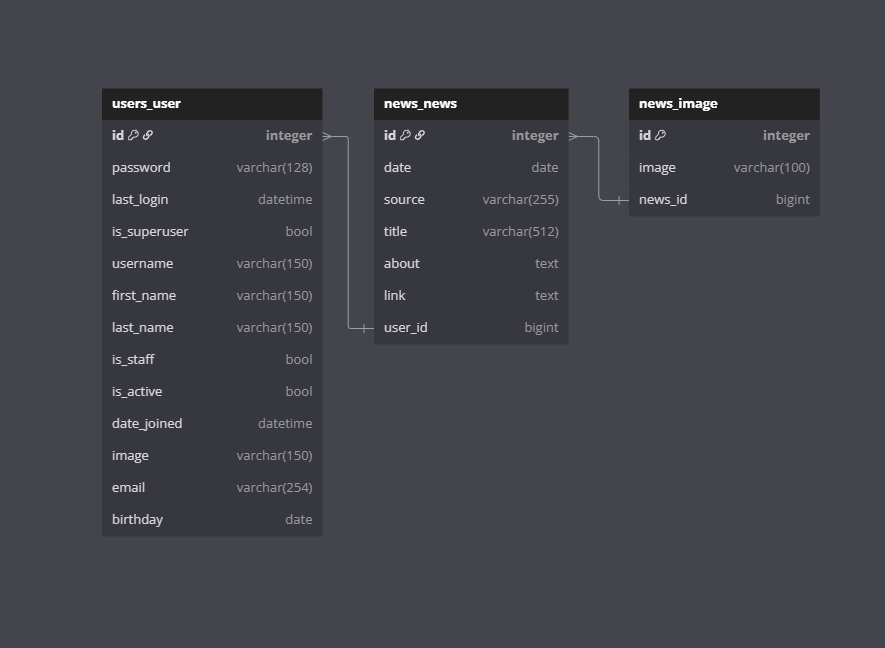 users_user
id integer
password varchar(128)
last_login datetime
is_superuser bool
username varchar(150)
first_name varchar(150)
last_name varchar(150)
is_staff bool
is_active bool
date_joined datetime
image varchar(150)
email varchar(254)
birthday date
news_news
id integer
date date
source varchar(255)
title varchar(512)
about text
link text
user_id bigint
news_image
id integer
image varchar(100)
news_id bigint